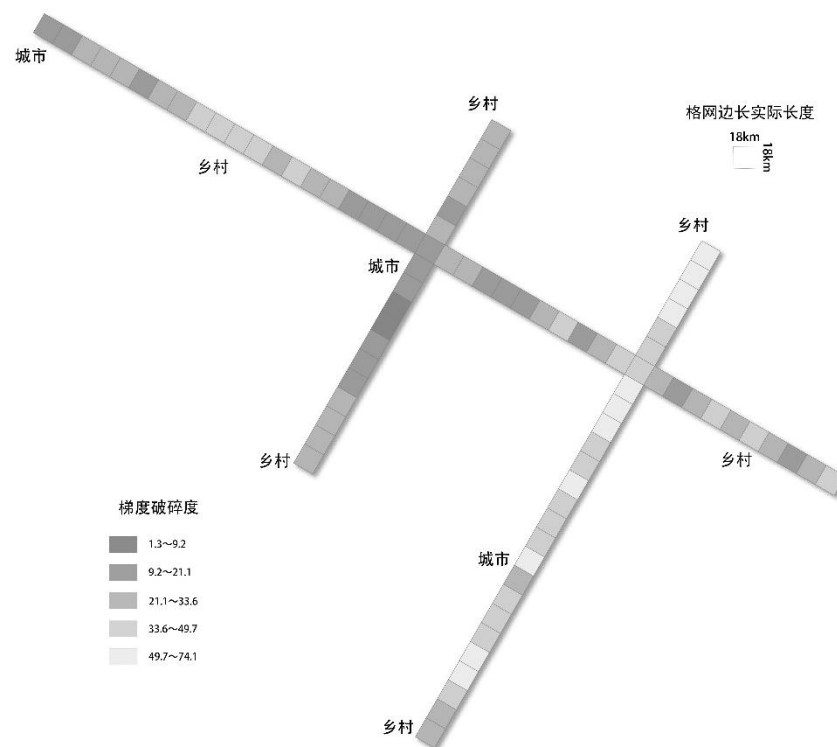 城市
乡村
乡村
格网边长实际长度
18km
18km
乡村
城市
乡村
乡村
城市
乡村
梯度破碎度
1.3～9.2
9.2～21.1
21.1～33.6
33.6～49.7
49.7～74.1